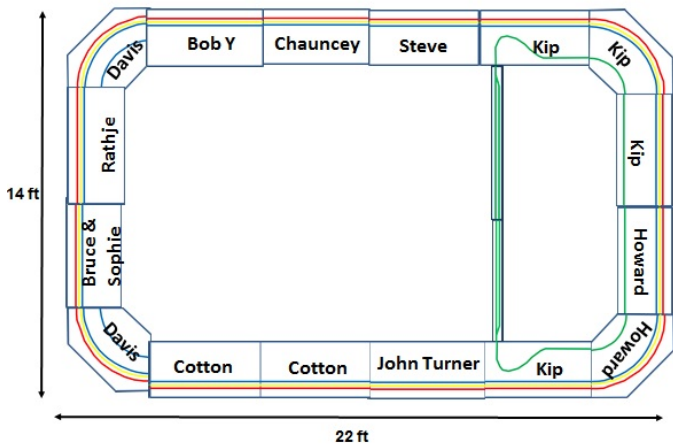 Davis
Bob Y
Chauncey
Steve
Kip
Kip
Rathje
Kip
14 ft
Bruce &
Sophie
Howard
Davis
Cotton
Cotton
John Turner
Kip
Howard
22 ft